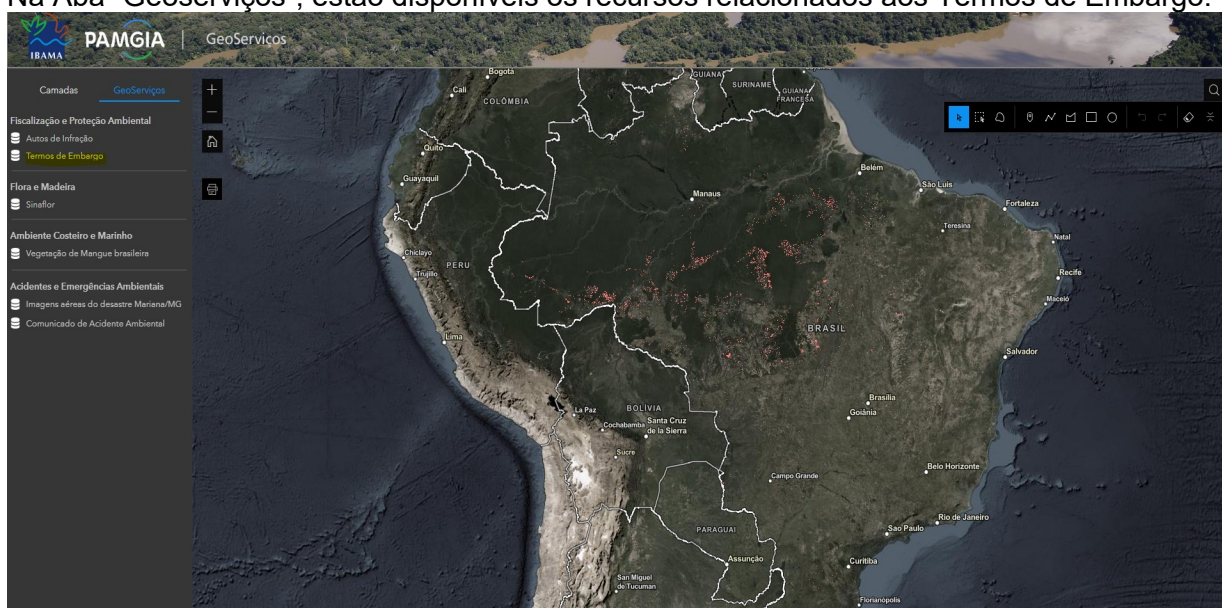 Na Aba "Geoserviços", estão disponíveis os recursos relacionados aos Termos de Embargo.
IBAMA
PAMGIA
GeoServiços
Camadas
GeoServiços
Fiscalização e Proteção Ambiental
Autos de Infração
Termos de Embargo
Flora e Madeira
Sinaflor
Ambiente Costeiro e Marinho
Vegetação de Mangue brasileira
Acidentes e Emergências Ambientais
Imagens aéreas do desastre Mariana/MG
Comunicado de Acidente Ambiental
Bogotá
Cali
COLÔMBIA
GUIANA
SURINAME
GUIANA
FRANCESA
Quito
Guayaquil
Belém
São Luis
Manaus
Fortaleza
Teresina
Natal
Chiclayo
PERU
Trujillo
Recife
Maceió
BRASIL
Lima
Salvador
Brasília
Goiânia
La Paz
BOLÍVIA
Cochabamba
Santa Cruz
de la Sierra
Sucre
Belo Horizonte
Campo Grande
Rio de Janeiro
Sao Paulo
PARAGUAI
Assunção
Curitiba
San Miguel
de Tucuman
Florianópolis